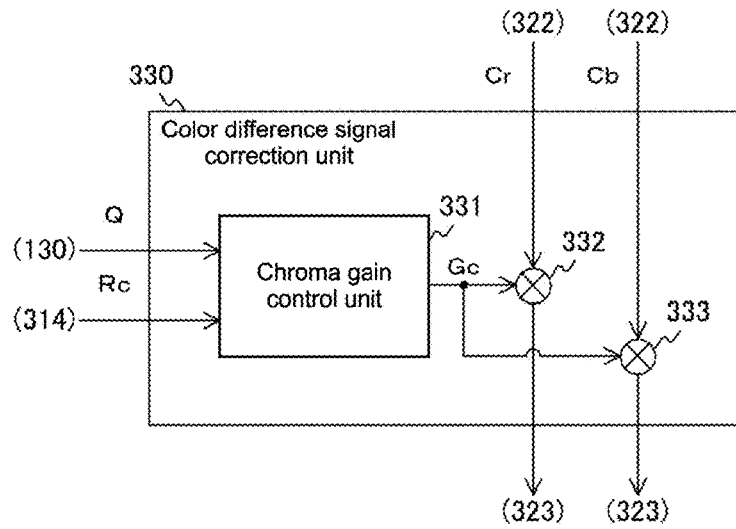 (322) (322)
330 Cr Cb
Color difference signal
correction unit
Q 331 332
(130) Chroma gain Gc
Rc control unit 333
(314)
(323) (323)